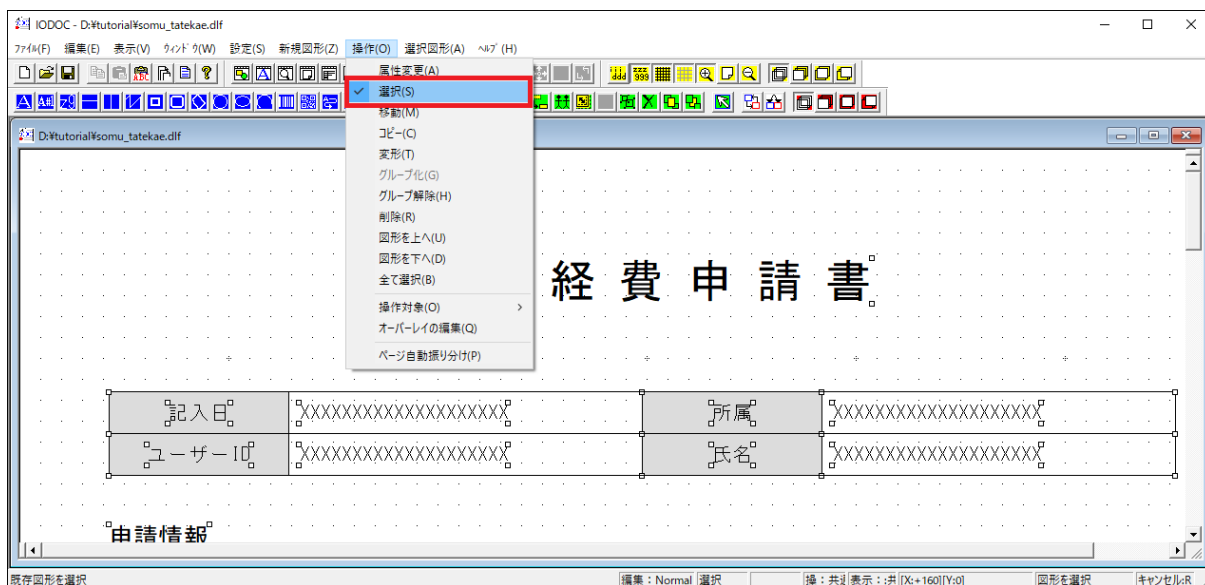 IODOC - D:¥tutorial¥somu_tatekae.dlf
ﾌｧｲﾙ(F) 編集(E) 表示(V) ｳｨﾝﾄﾞｳ(W) 設定(S) 新規図形(Z) 操作(O) 選択図形(A) ﾍﾙﾌﾟ(H)
属性変更(A)
選択(S)
移動(M)
コピー(C)
変形(T)
グループ化(G)
グループ解除(H)
削除(R)
図形を上へ(U)
図形を下へ(D)
全て選択(B)
操作対象(O)
オーバーレイの編集(Q)
ページ自動振り分け(P)
D:¥tutorial¥somu_tatekae.dlf
経費申請書
記入日 XXXXXXXXXXXXXXXXXXXX 所属 XXXXXXXXXXXXXXXXXXXX
ユーザーID XXXXXXXXXXXXXXXXXXXX 氏名 XXXXXXXXXXXXXXXXXXXX
申請情報
既存図形を選択 編集：Normal 選択 操：共通 表示：:共 [X:+160][Y:0] 図形を選択 キャンセル:R